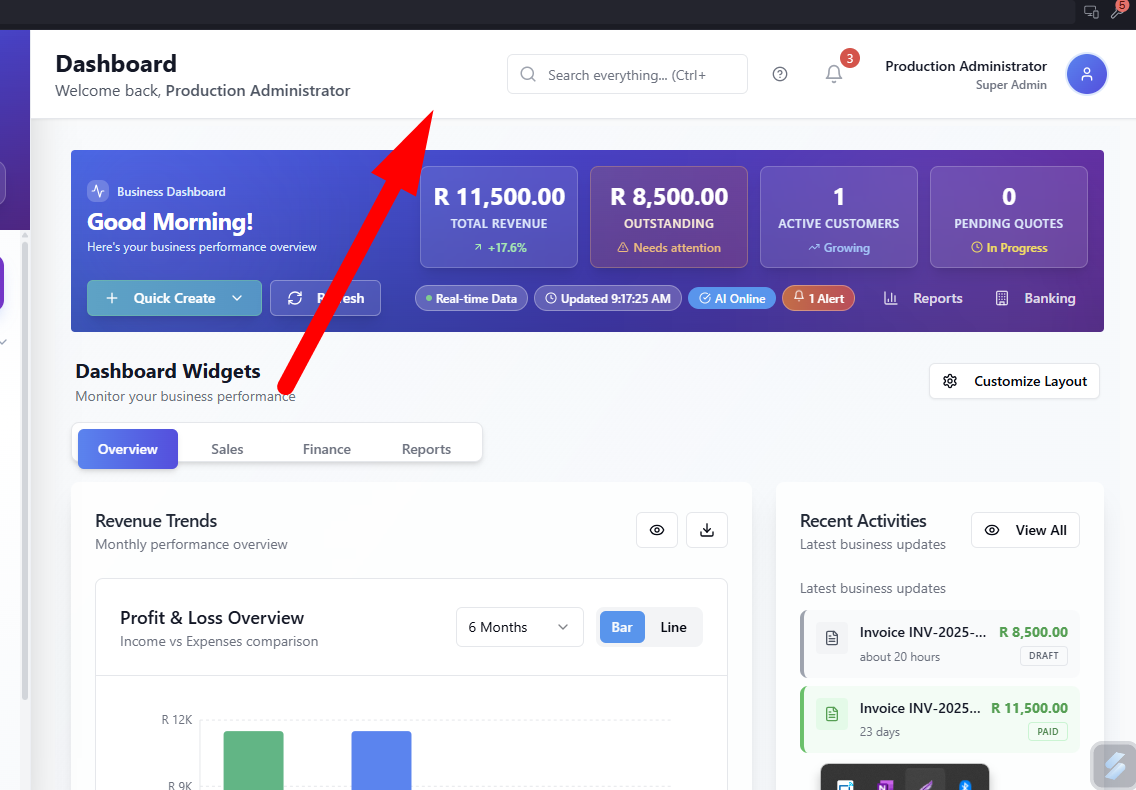 5
Dashboard
Welcome back, Production Administrator
Search everything... (Ctrl+
3
Production Administrator
Super Admin
Business Dashboard
Good Morning!
Here's your business performance overview
R 11,500.00
TOTAL REVENUE
+17.6%
R 8,500.00
OUTSTANDING
Needs attention
1
ACTIVE CUSTOMERS
Growing
0
PENDING QUOTES
In Progress
Quick Create
Real-time Data
Updated 9:17:25 AM
AI Online
1 Alert
Reports
Banking
Dashboard Widgets
Monitor your business performance
Customize Layout
Overview
Sales
Finance
Reports
Revenue Trends
Monthly performance overview
Profit & Loss Overview
Income vs Expenses comparison
6 Months
Bar
Line
R 12K
R 9K
Recent Activities
Latest business updates
View All
Latest business updates
Invoice INV-2025-...
R 8,500.00
about 20 hours
DRAFT
Invoice INV-2025...
R 11,500.00
23 days
PAID